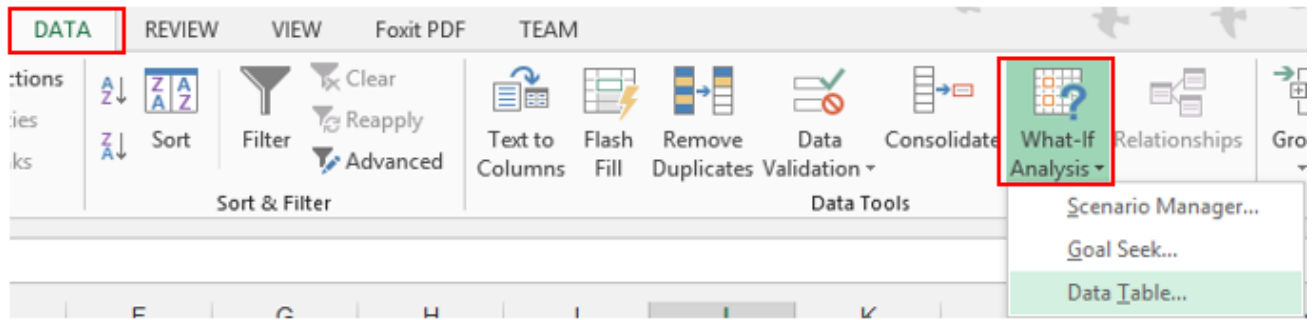 DATA REVIEW VIEW Foxit PDF TEAM
Clear
Reapply
Advanced
Sort Filter
Text to Columns
Flash Fill
Remove Duplicates
Data Validation
Consolidate
What-If Analysis
Relationships
Sort & Filter
Data Tools
Scenario Manager...
Goal Seek...
Data Table...
G H K